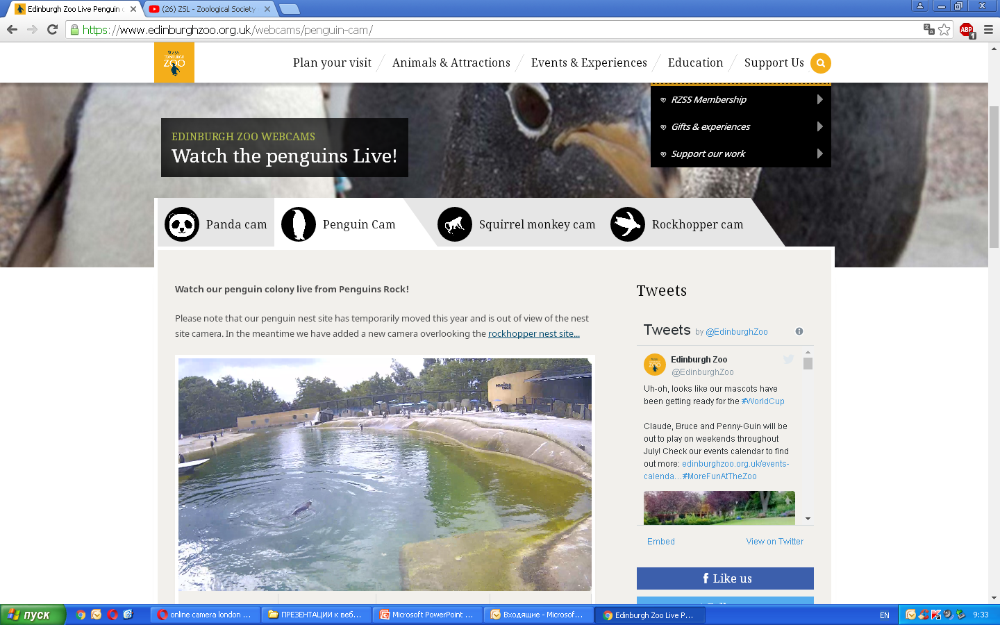 Edinburgh Zoo Live Penguin
(26) ZSL - Zoological Society
https://www.edinburghzoo.org.uk/webcams/penguin-cam/
ABP
1
RZSS
EDINBURGH
ZOO
Plan your visit
Animals & Attractions
Events & Experiences
Education
Support Us
RZSS Membership
Gifts & experiences
Support our work
EDINBURGH ZOO WEBCAMS
Watch the penguins Live!
Panda cam
Penguin Cam
Squirrel monkey cam
Rockhopper cam
Watch our penguin colony live from Penguins Rock!
Please note that our penguin nest site has temporarily moved this year and is out of view of the nest
site camera. In the meantime we have added a new camera overlooking the rockhopper nest site...
Tweets
Tweets by @EdinburghZoo
Edinburgh Zoo
@EdinburghZoo
Uh-oh, looks like our mascots have
been getting ready for the #WorldCup
Claude, Bruce and Penny-Guin will be
out to play on weekends throughout
July! Check our events calendar to find
out more: edinburghzoo.org.uk/events-
calenda…#MoreFunAtTheZoo
Embed
View on Twitter
Like us
пуск
online camera london ...
ПРЕЗЕНТАЦИИ к веб...
Microsoft PowerPoint ...
Входящие - Microsof...
Edinburgh Zoo Live P...
EN
9:33